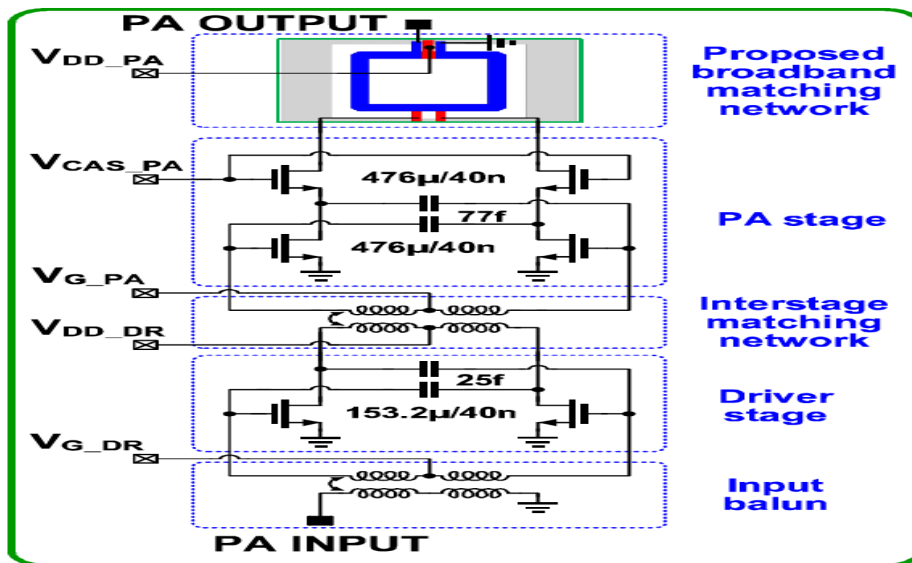 PA OUTPUT
VDD_PA
Proposed
broadband
matching
network
VCAS_PA
476µ/40n
77f
476µ/40n
PA stage
VG_PA
VDD_DR
Interstage
matching
network
25f
153.2µ/40n
Driver
stage
VG_DR
Input
balun
PA INPUT